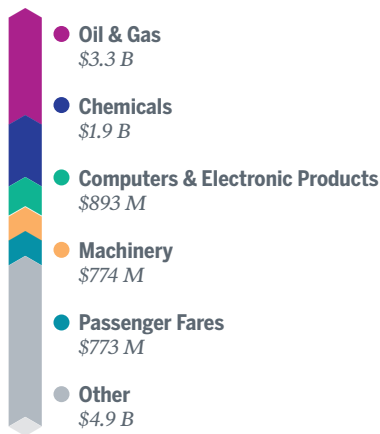 Oil & Gas
$3.3 B
Chemicals
$1.9 B
Computers & Electronic Products
$893 M
Machinery
$774 M
Passenger Fares
$773 M
Other
$4.9 B